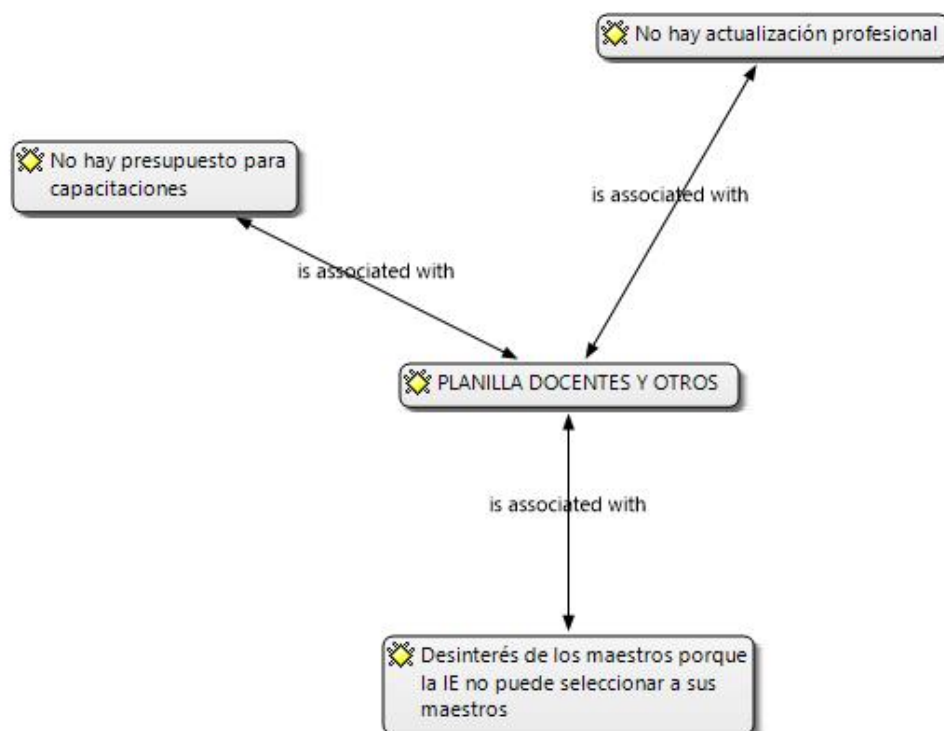 No hay actualización profesional
No hay presupuesto para
capacitaciones
is associated with
is associated with
PLANILLA DOCENTES Y OTROS
is associated with
Desinterés de los maestros porque
la IE no puede seleccionar a sus
maestros